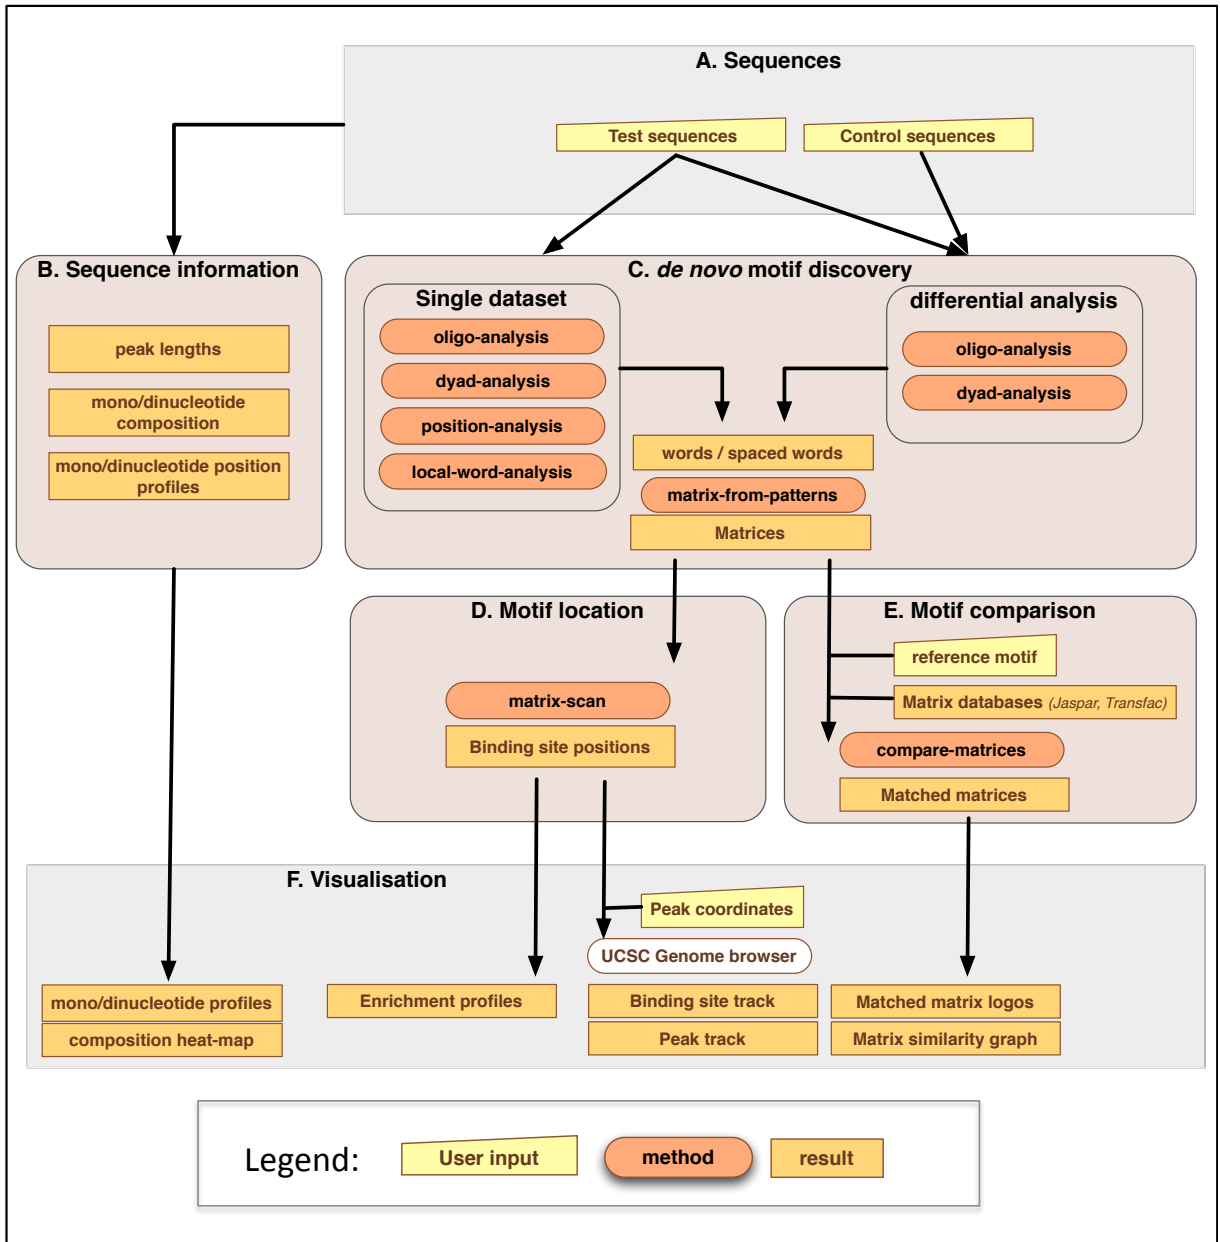 A. Sequences
Test sequences
Control sequences
B. Sequence information
peak lengths
mono/dinucleotide
composition
mono/dinucleotide position
profiles
C. de novo motif discovery
Single dataset
oligo-analysis
dyad-analysis
position-analysis
local-word-analysis
differential analysis
oligo-analysis
dyad-analysis
words / spaced words
matrix-from-patterns
Matrices
D. Motif location
matrix-scan
Binding site positions
E. Motif comparison
reference motif
Matrix databases (Jaspar, Transfac)
compare-matrices
Matched matrices
F. Visualisation
mono/dinucleotide profiles
composition heat-map
Enrichment profiles
Peak coordinates
UCSC Genome browser
Binding site track
Peak track
Matched matrix logos
Matrix similarity graph
Legend:
User input
method
result